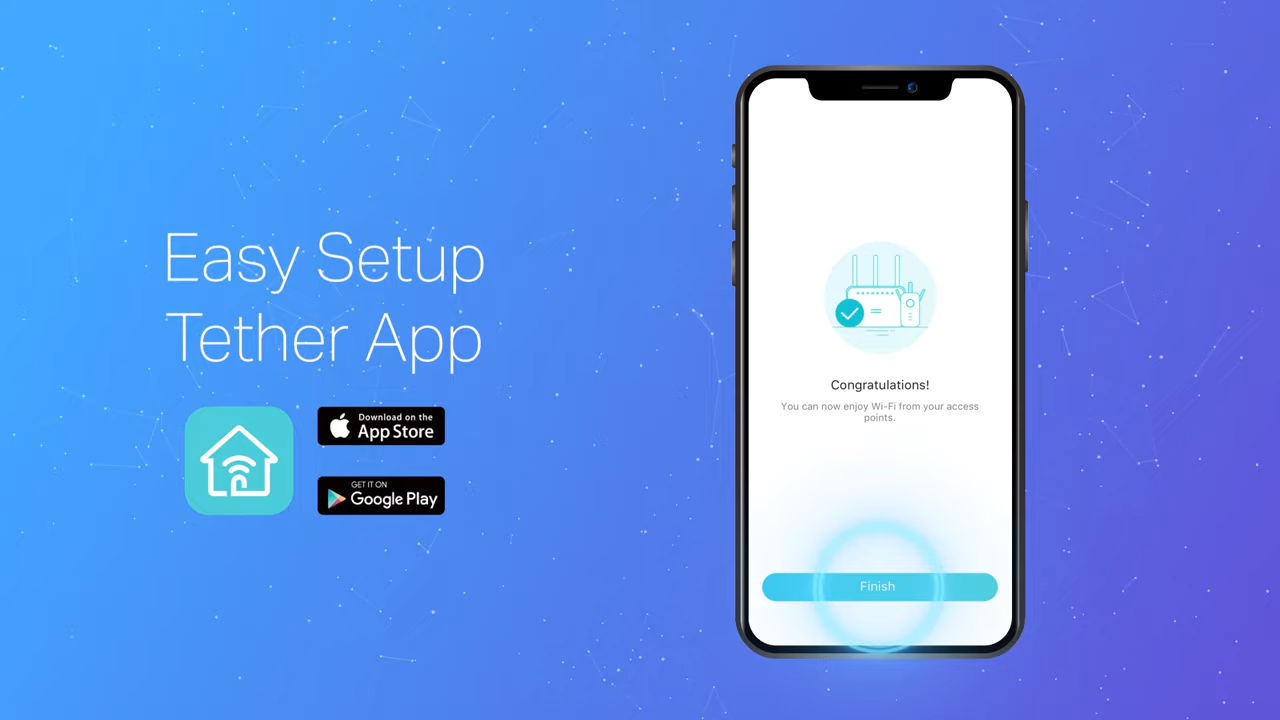 Easy Setup
Tether App
Download on the
App Store
GET IT ON
Google Play
Congratulations!
You can now enjoy Wi-Fi from your access
points.
Finish